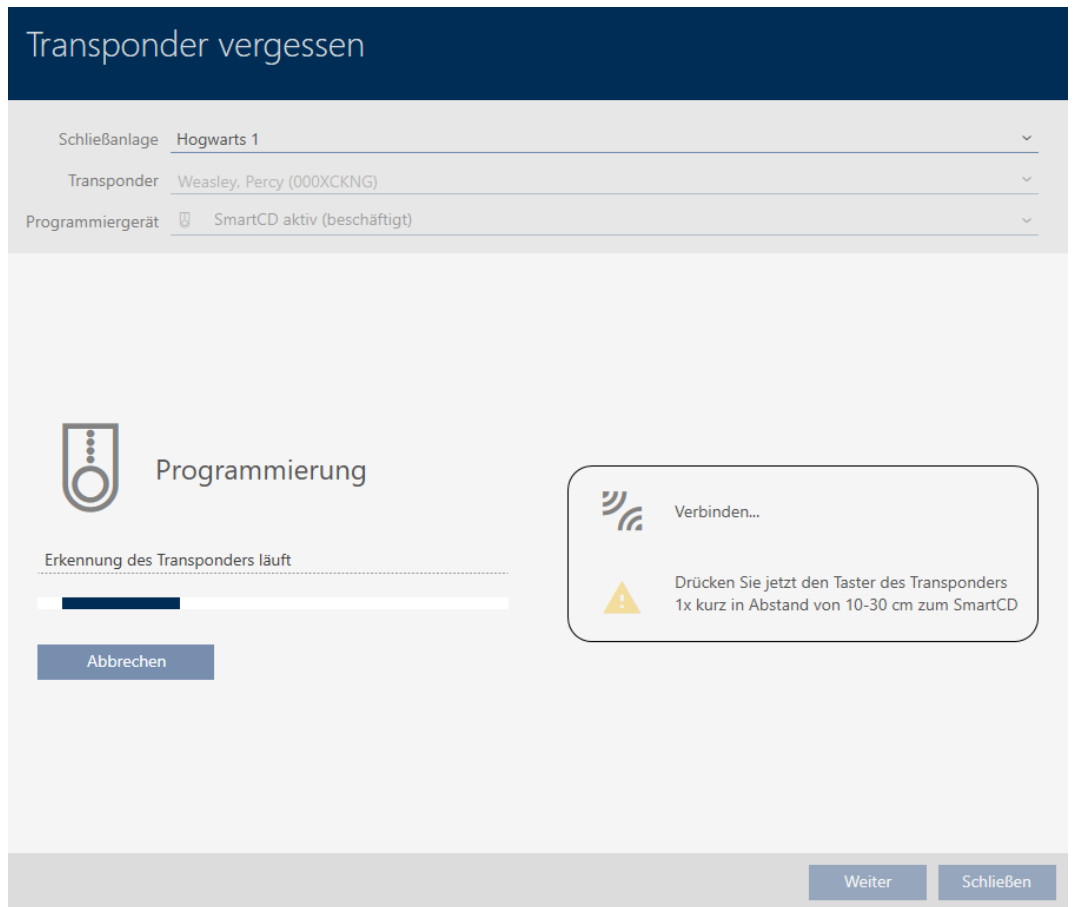 Transponder vergessen
Schließanlage Hogwarts 1
Transponder Weasley, Percy (000XCKNG)
Programmiergerät SmartCD aktiv (beschäftigt)
Programmierung
Erkennung des Transponders läuft
Abbrechen
Verbinden...
Drücken Sie jetzt den Taster des Transponders
1x kurz in Abstand von 10-30 cm zum SmartCD
Weiter Schließen